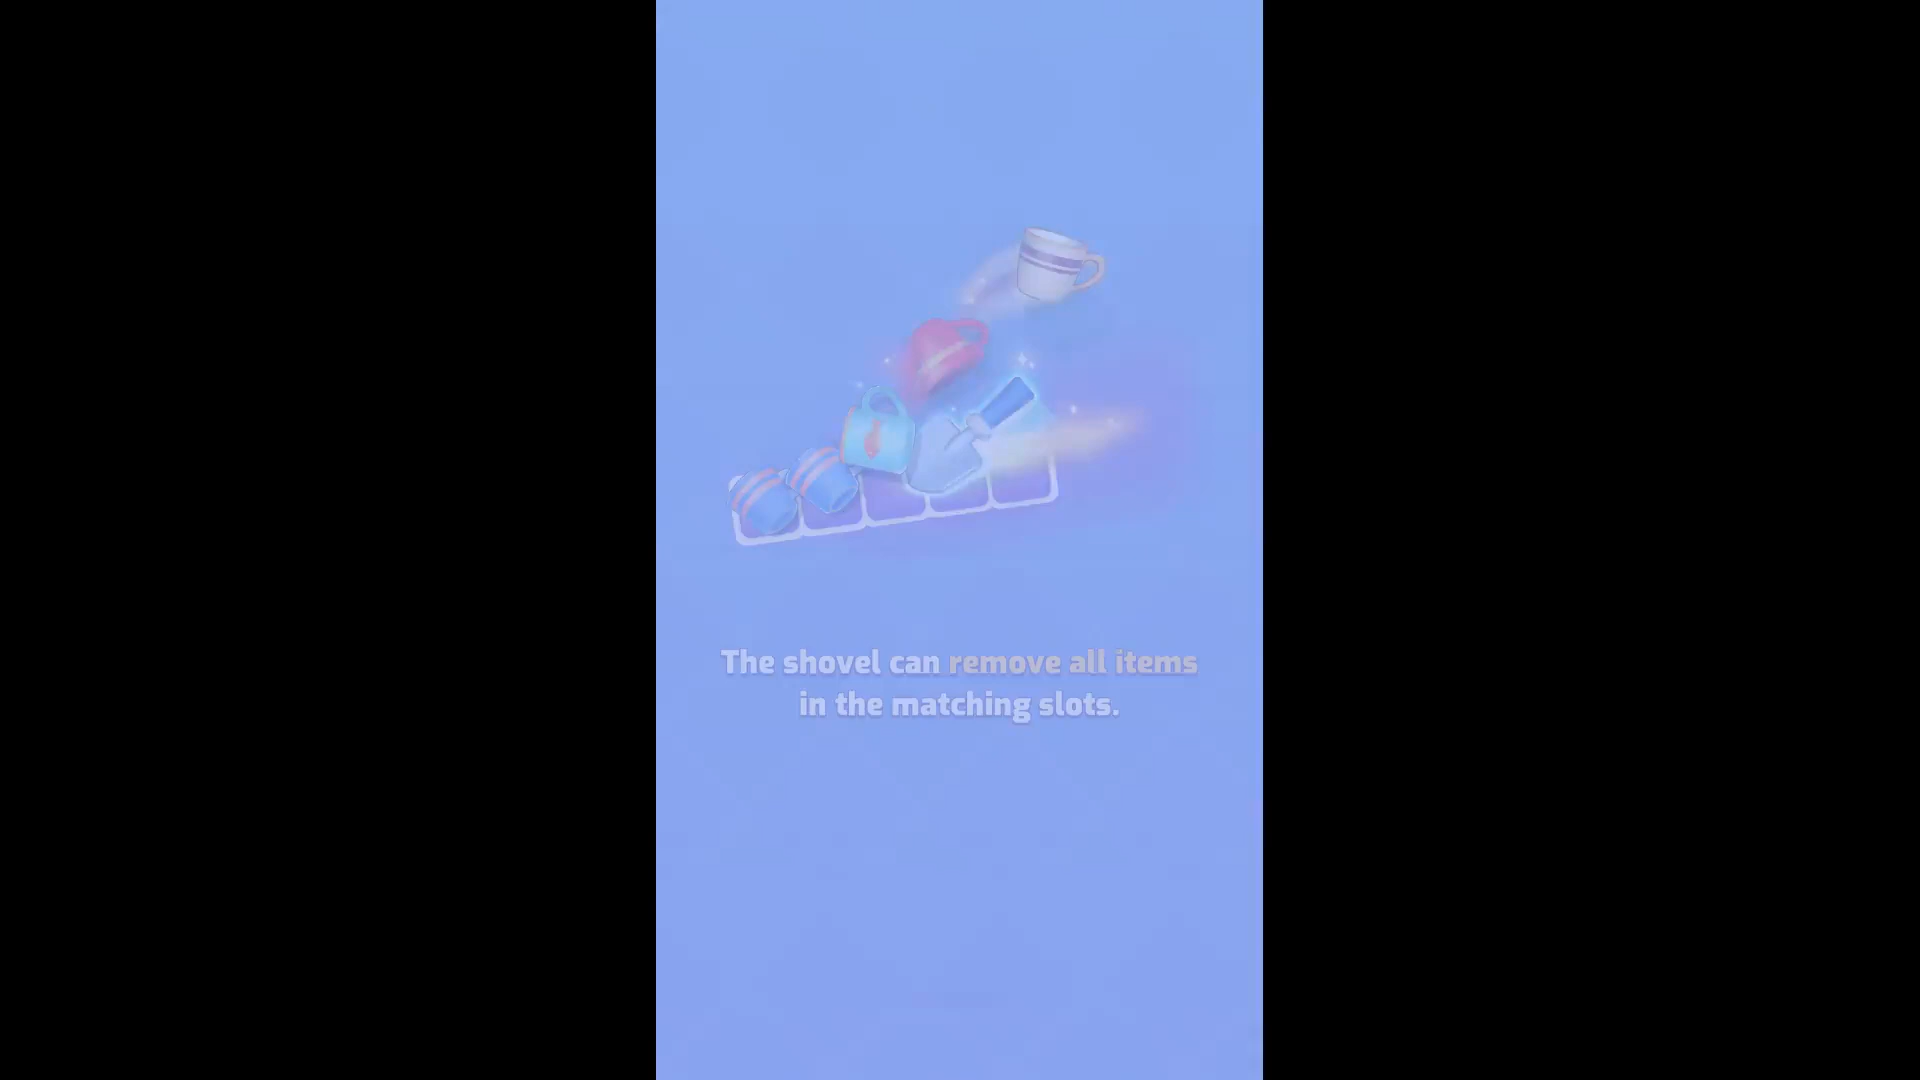 The shovel can remove all items
in the matching slots.